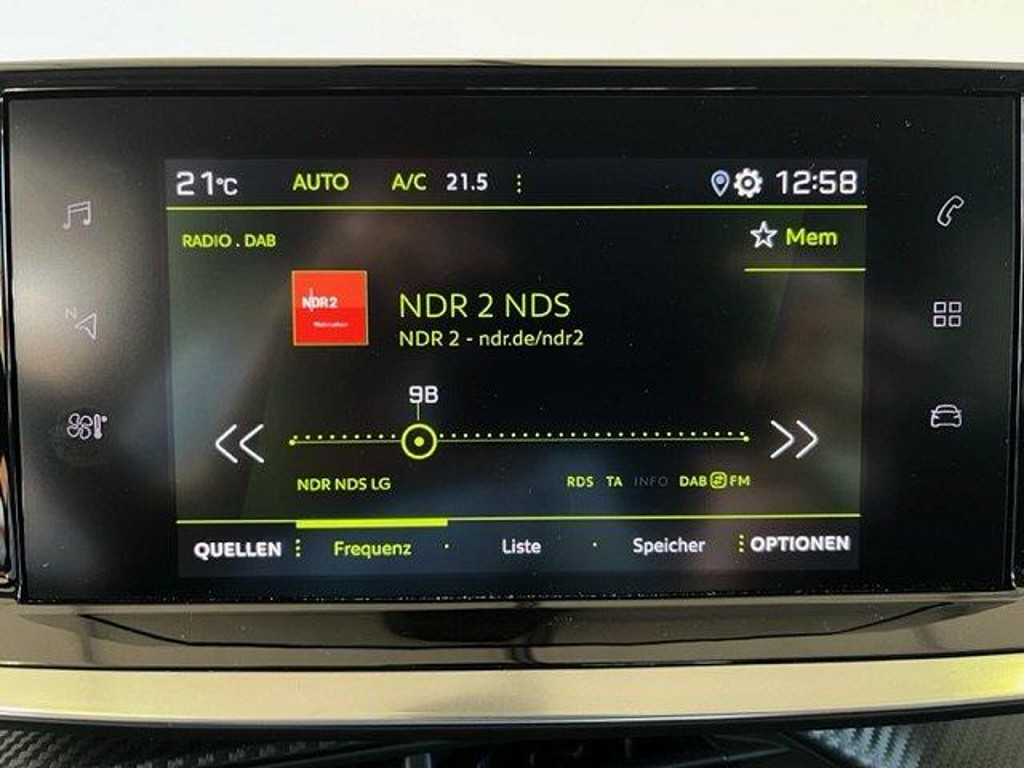 21°C AUTO A/C 21.5 12:58
RADIO . DAB
Mem
NDR2
NDR 2 NDS
NDR 2 - ndr.de/ndr2
N
9B
NDR NDS LG RDS TA INFO DAB FM
QUELLEN Frequenz Liste Speicher OPTIONEN